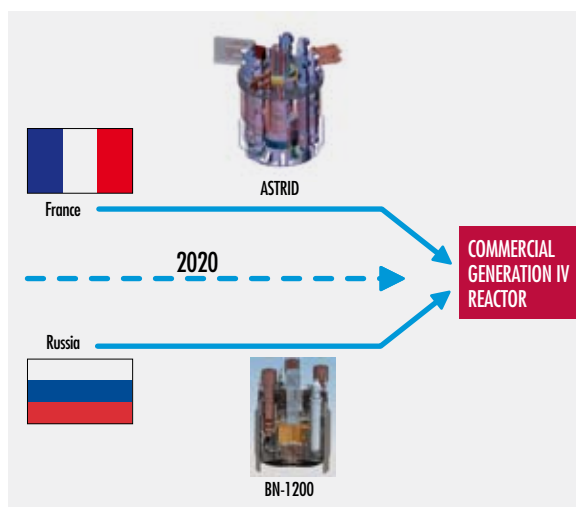 ASTRID
France
2020
COMMERCIAL
GENERATION IV
REACTOR
Russia
BN-1200